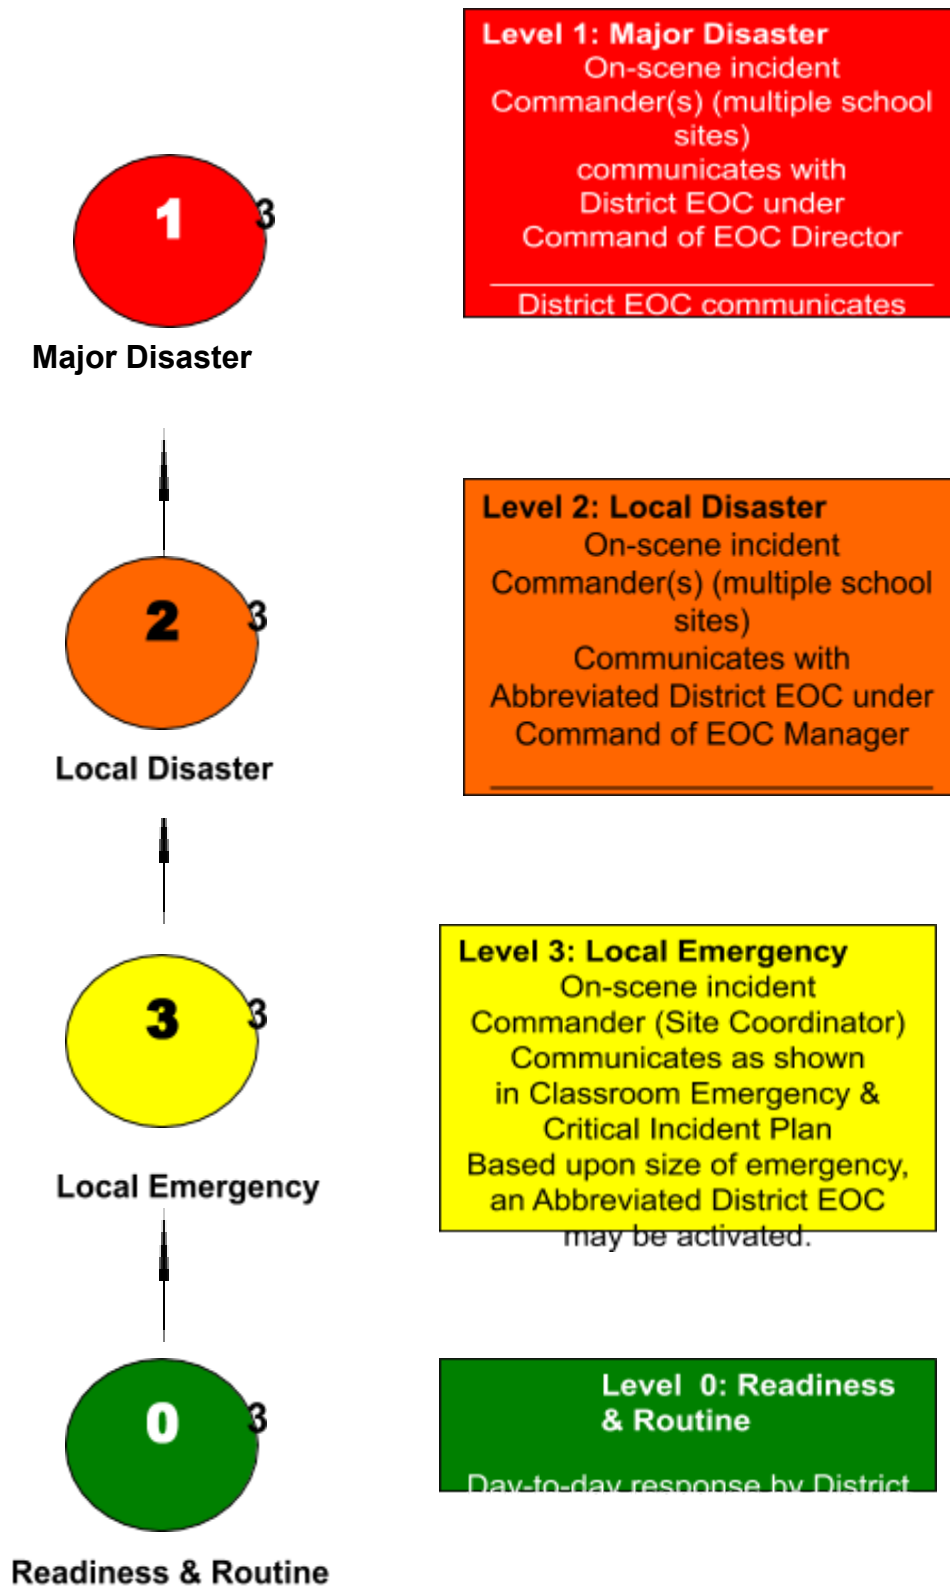 Level 1: Major Disaster
On-scene incident
Commander(s) (multiple school
sites)
communicates with
District EOC under
Command of EOC Director
District EOC communicates
1
3
Major Disaster
Level 2: Local Disaster
On-scene incident
Commander(s) (multiple school
sites)
Communicates with
Abbreviated District EOC under
Command of EOC Manager
2
3
Local Disaster
Level 3: Local Emergency
On-scene incident
Commander (Site Coordinator)
Communicates as shown
in Classroom Emergency &
Critical Incident Plan
Based upon size of emergency,
an Abbreviated District EOC
may be activated.
3
3
Local Emergency
Level 0: Readiness
& Routine
Day-to-day response by District
0
3
Readiness & Routine